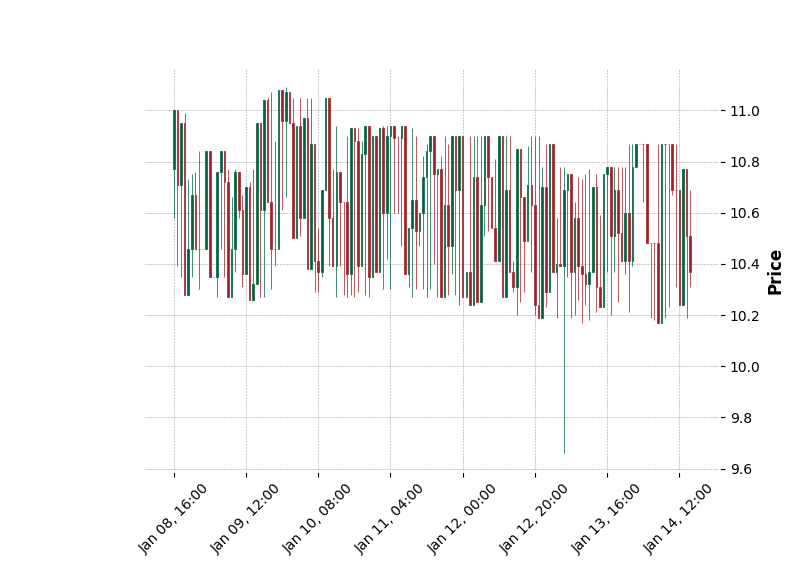 11.0
10.8
10.6
10.4
10.2
10.0
9.8
9.6
Price
Jan 08, 16:00
Jan 09, 12:00
Jan 10, 08:00
Jan 11, 04:00
Jan 12, 00:00
Jan 12, 20:00
Jan 13, 16:00
Jan 14, 12:00